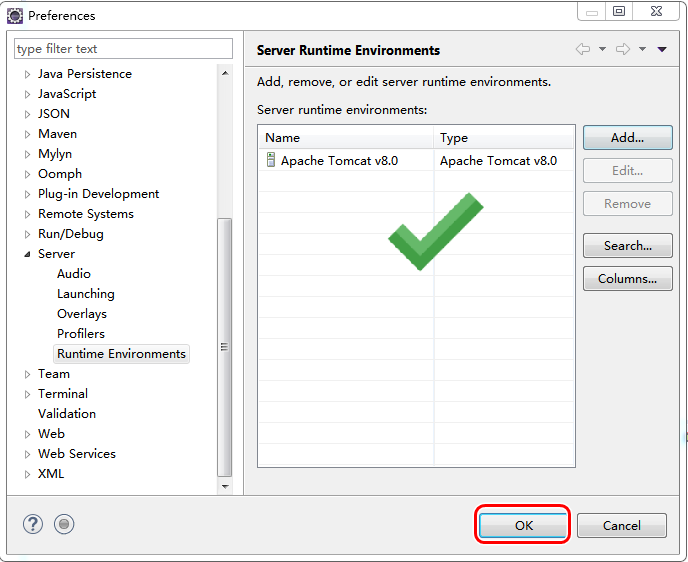 Preferences
type filter text
Java Persistence
JavaScript
JSON
Maven
Mylyn
Oomph
Plug-in Development
Remote Systems
Run/Debug
Server
Audio
Launching
Overlays
Profilers
Runtime Environments
Team
Terminal
Validation
Web
Web Services
XML
Server Runtime Environments
Add, remove, or edit server runtime environments.
Server runtime environments:
Name Type
Apache Tomcat v8.0 Apache Tomcat v8.0
Add...
Edit...
Remove
Search...
Columns...
?
OK
Cancel